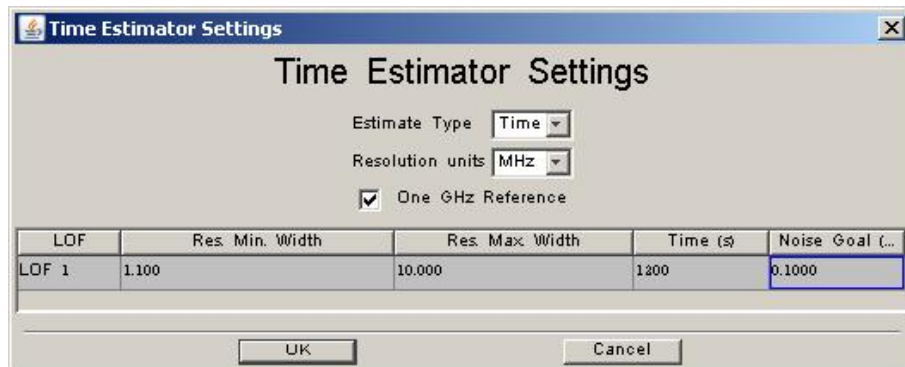 Time Estimator Settings
Time Estimator Settings
Estimate Type Time
Resolution units MHz
One GHz Reference
LOF Res. Min. Width Res. Max. Width Time (s) Noise Goal (...
LOF 1 1.100 10.000 1200 0.1000
UK Cancel